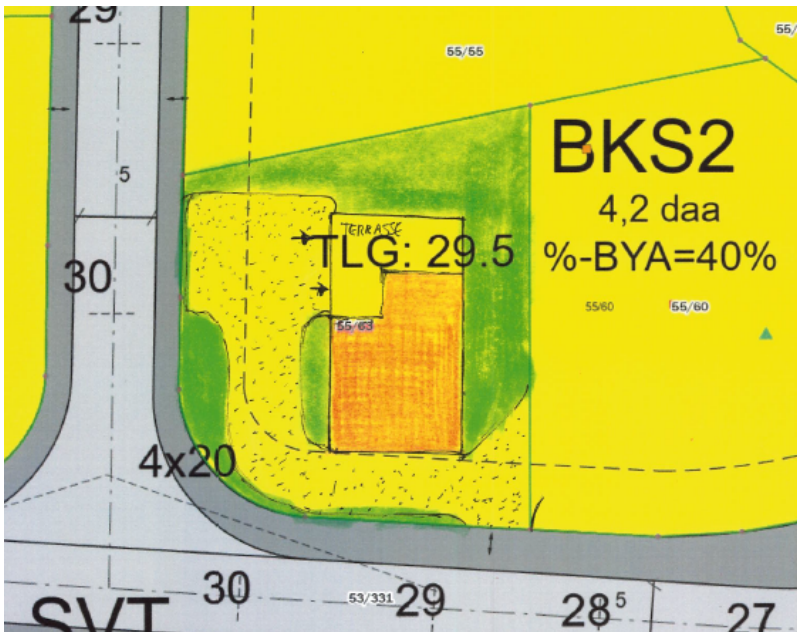 29
55/55
55/
BKS2
5
4,2 daa
TERRASSE
TLG: 29.5
%-BYA=40%
30
55/60
55/60
55/63
4x20
30
53/331
29
28⁵
27
SVT